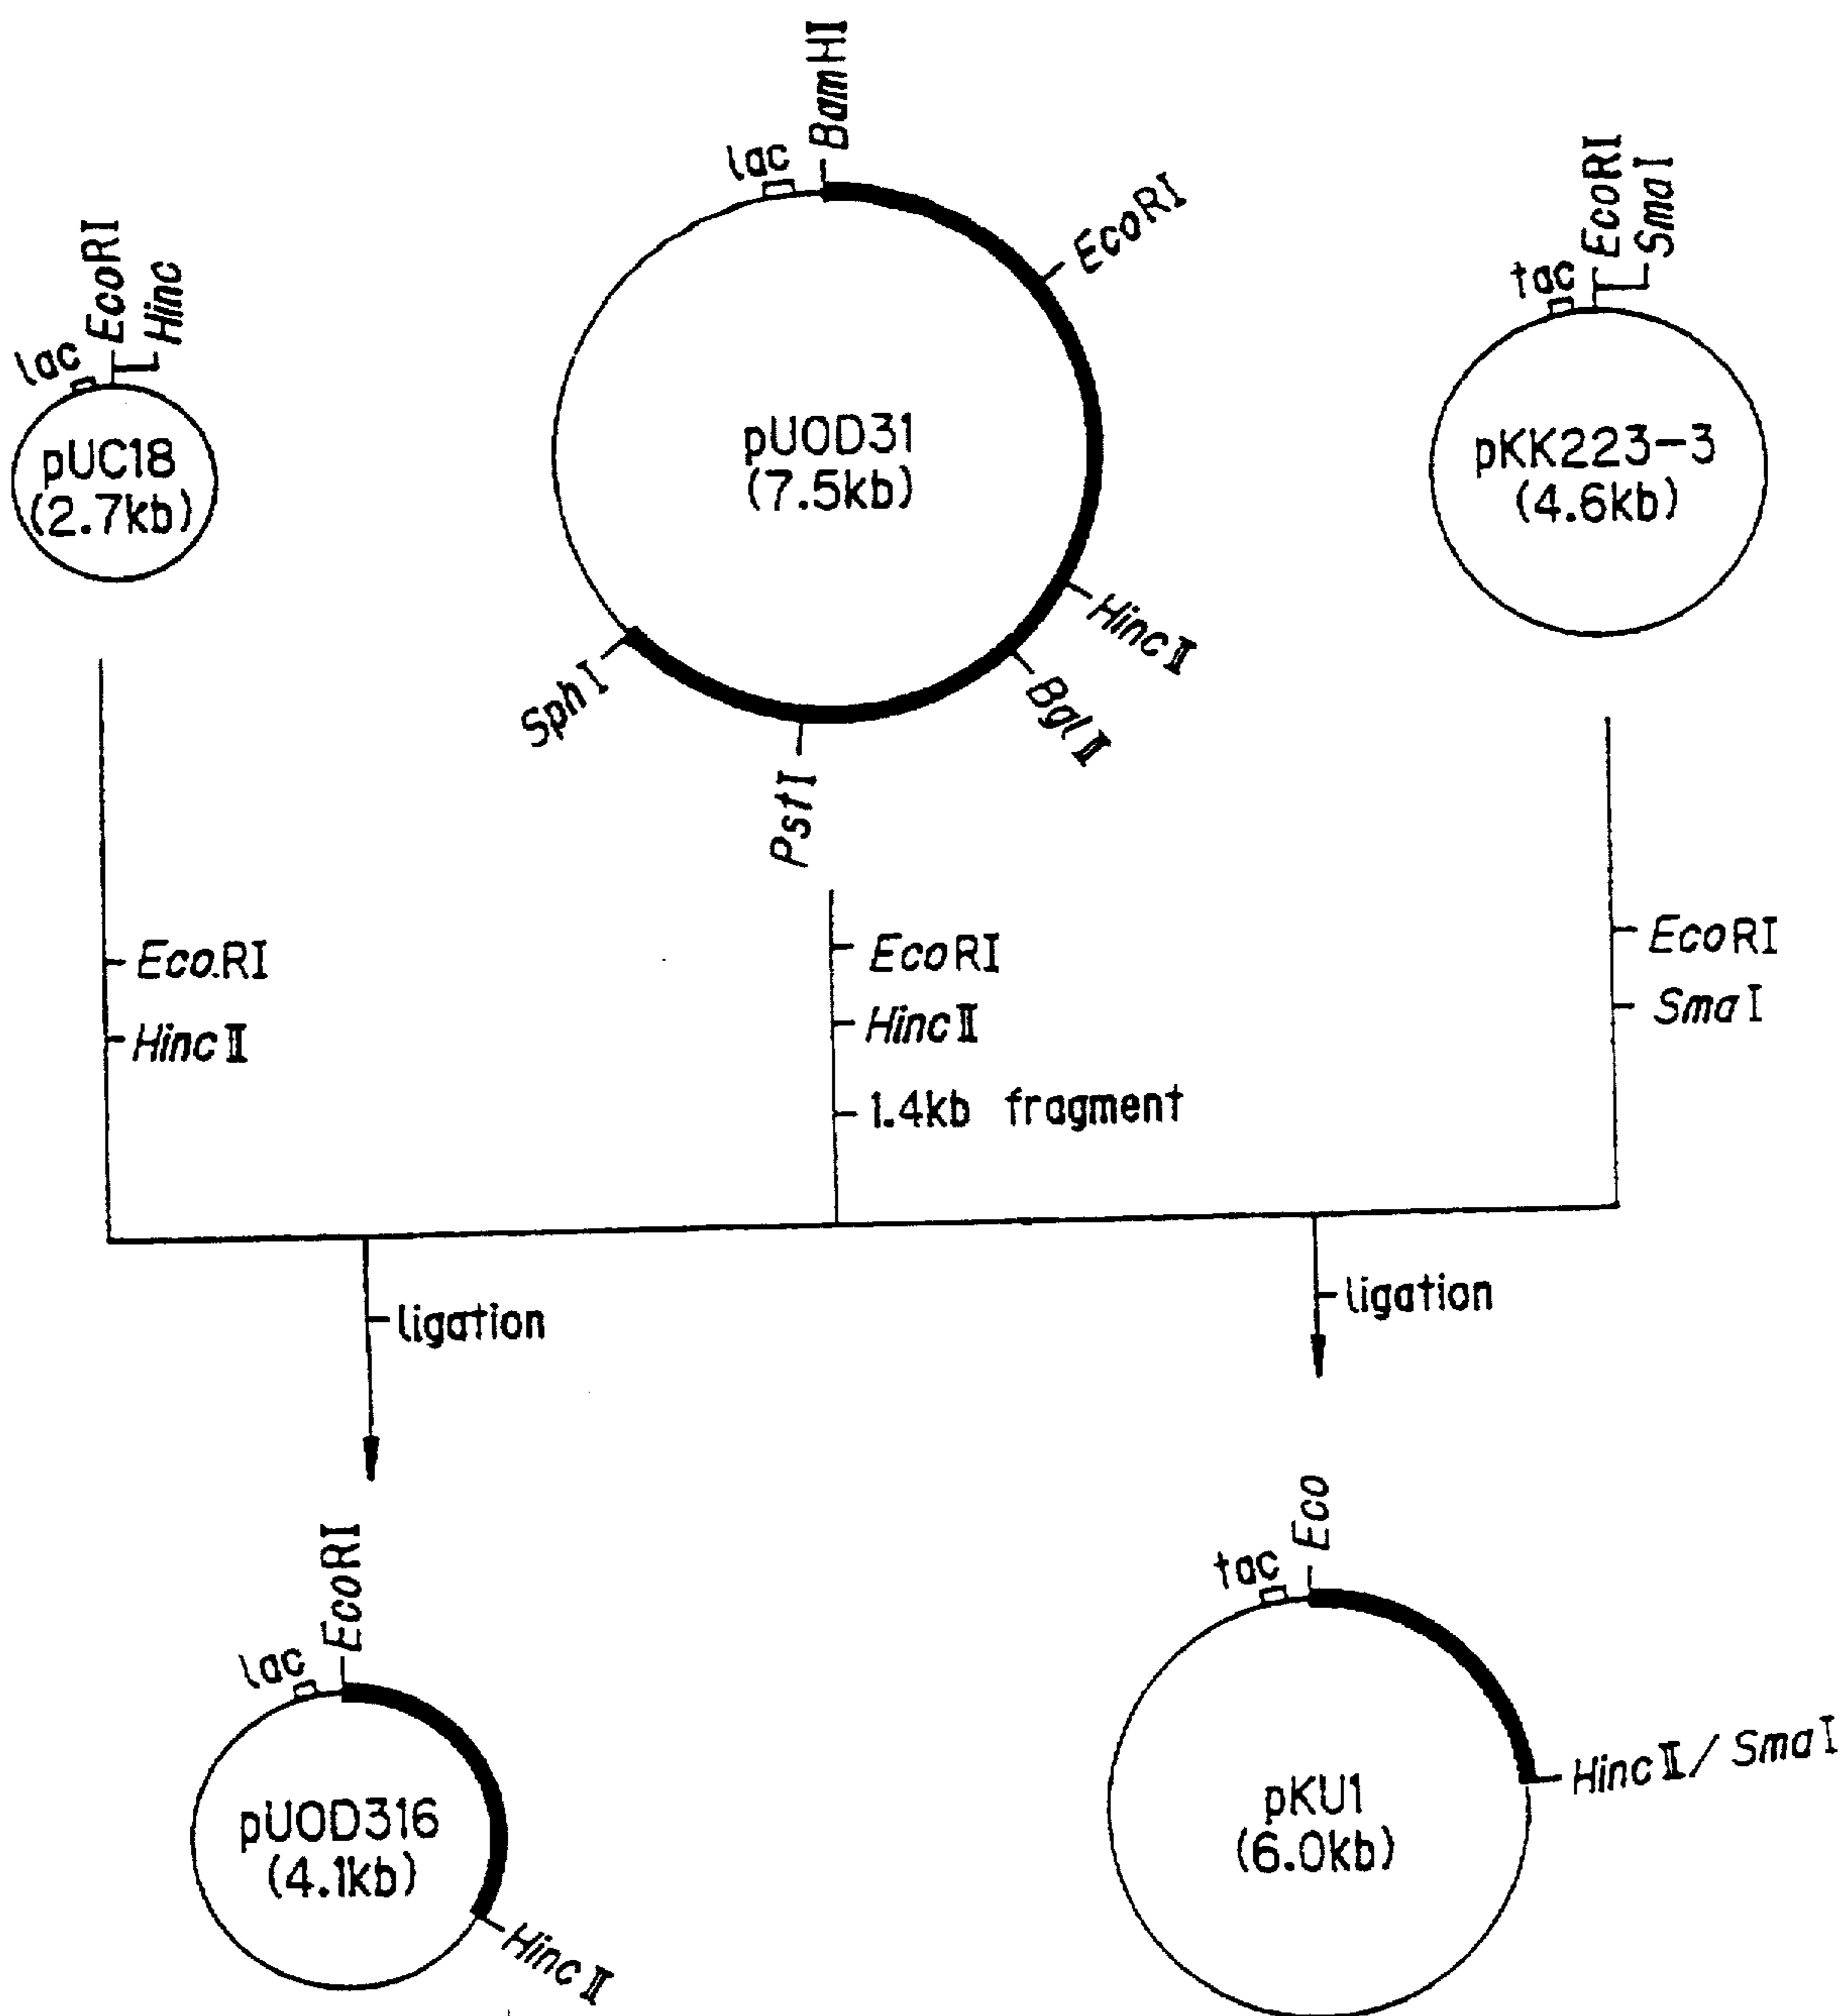 lac
EcoRI
Hinc
pUC18
(2.7kb)
lac
BamHI
EcoRI
pUOD31
(7.5kb)
HincII
BglII
PstI
SphI
tac
EcoRI
SmaI
pKK223-3
(4.6kb)
EcoRI
HincII
EcoRI
HincII
1.4kb fragment
EcoRI
SmaI
ligation
ligation
lac
EcoRI
pUOD316
(4.1kb)
HincII
tac
Eco
pKU1
(6.0kb)
HincII/SmaI